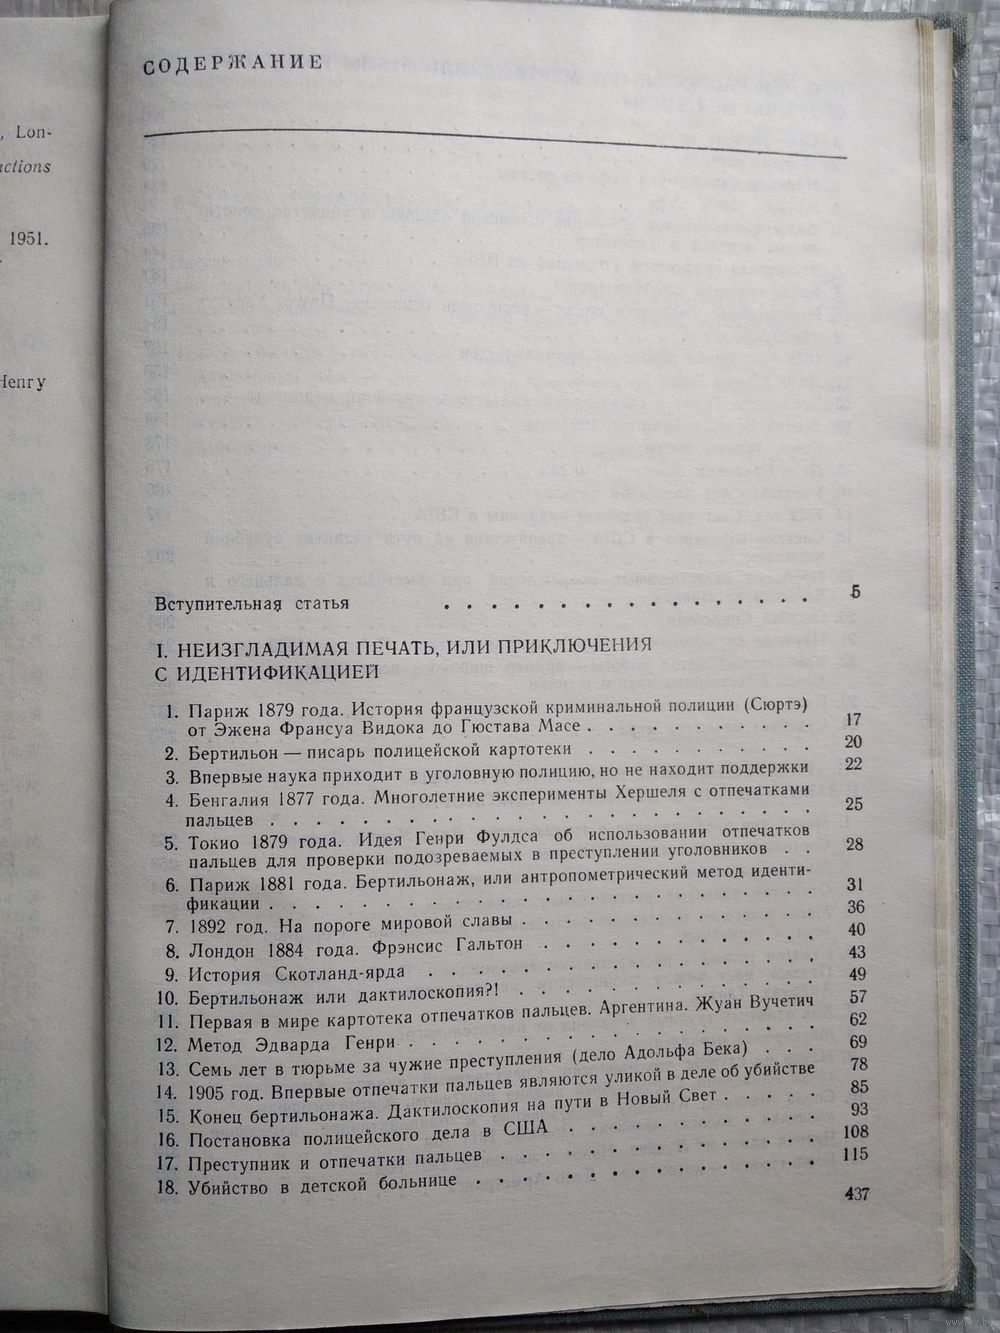 , Lon-
actions
1951.
Henry
СОДЕРЖАНИЕ
Вступительная статья . . . . . . . . . . . . . . . . 5
I. НЕИЗГЛАДИМАЯ ПЕЧАТЬ, ИЛИ ПРИКЛЮЧЕНИЯ
С ИДЕНТИФИКАЦИЕЙ
1. Париж 1879 года. История французской криминальной полиции (Сюртэ)
от Эжена Франсуа Видока до Гюстава Масе . . . . . . . . . . 17
2. Бертильон — писарь полицейской картотеки . . . . . . . . . . 20
3. Впервые наука приходит в уголовную полицию, но не находит поддержки 22
4. Бенгалия 1877 года. Многолетние эксперименты Хершеля с отпечатками
пальцев . . . . . . . . . . . . . . . . . . . . 25
5. Токио 1879 года. Идея Генри Фулдса об использовании отпечатков
пальцев для проверки подозреваемых в преступлении уголовников . . 28
6. Париж 1881 года. Бертильонаж, или антропометрический метод иденти-
фикации . . . . . . . . . . . . . . . . . . . . 31
7. 1892 год. На пороге мировой славы . . . . . . . . . . . . 36
8. Лондон 1884 года. Фрэнсис Гальтон . . . . . . . . . . . . 40
9. История Скотланд-ярда . . . . . . . . . . . . . . . . 43
10. Бертильонаж или дактилоскопия?! . . . . . . . . . . . . 49
11. Первая в мире картотека отпечатков пальцев. Аргентина. Жуан Вучетич 57
12. Метод Эдварда Генри . . . . . . . . . . . . . . . . 62
13. Семь лет в тюрьме за чужие преступления (дело Адольфа Бека) . . . 69
14. 1905 год. Впервые отпечатки пальцев являются уликой в деле об убийстве 78
15. Конец бертильонажа. Дактилоскопия на пути в Новый Свет . . . . . 85
16. Постановка полицейского дела в США . . . . . . . . . . . 93
17. Преступник и отпечатки пальцев . . . . . . . . . . . . . 108
18. Убийство в детской больнице . . . . . . . . . . . . . . 115
437